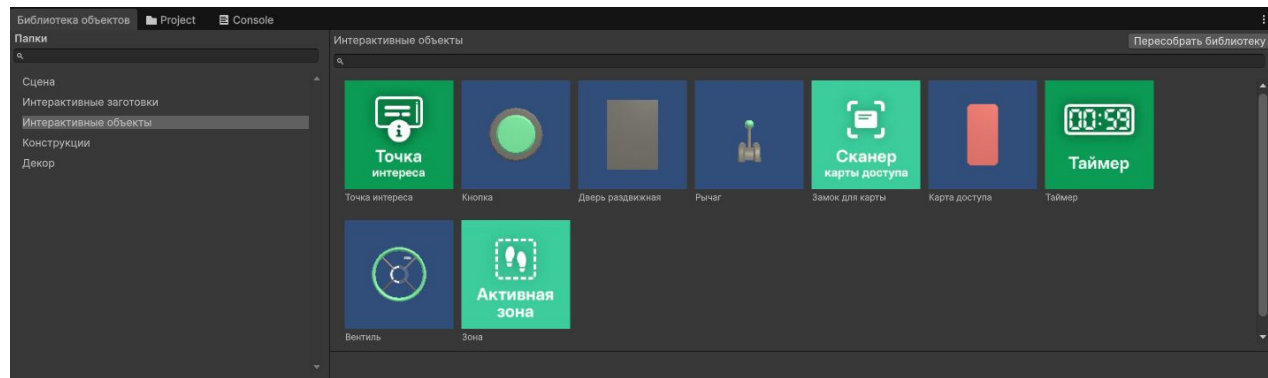 Библиотека объектов Project Console
Папки
Интерактивные объекты
Пересобрать библиотеку
Сцена
Интерактивные заготовки
Интерактивные объекты
Конструкции
Декор
Точка
интереса
Сканер
карты доступа
00:59
Таймер
Точка интереса
Кнопка
Дверь раздвижная
Рычаг
Замок для карты
Карта доступа
Таймер
Активная
зона
Вентиль
Зона